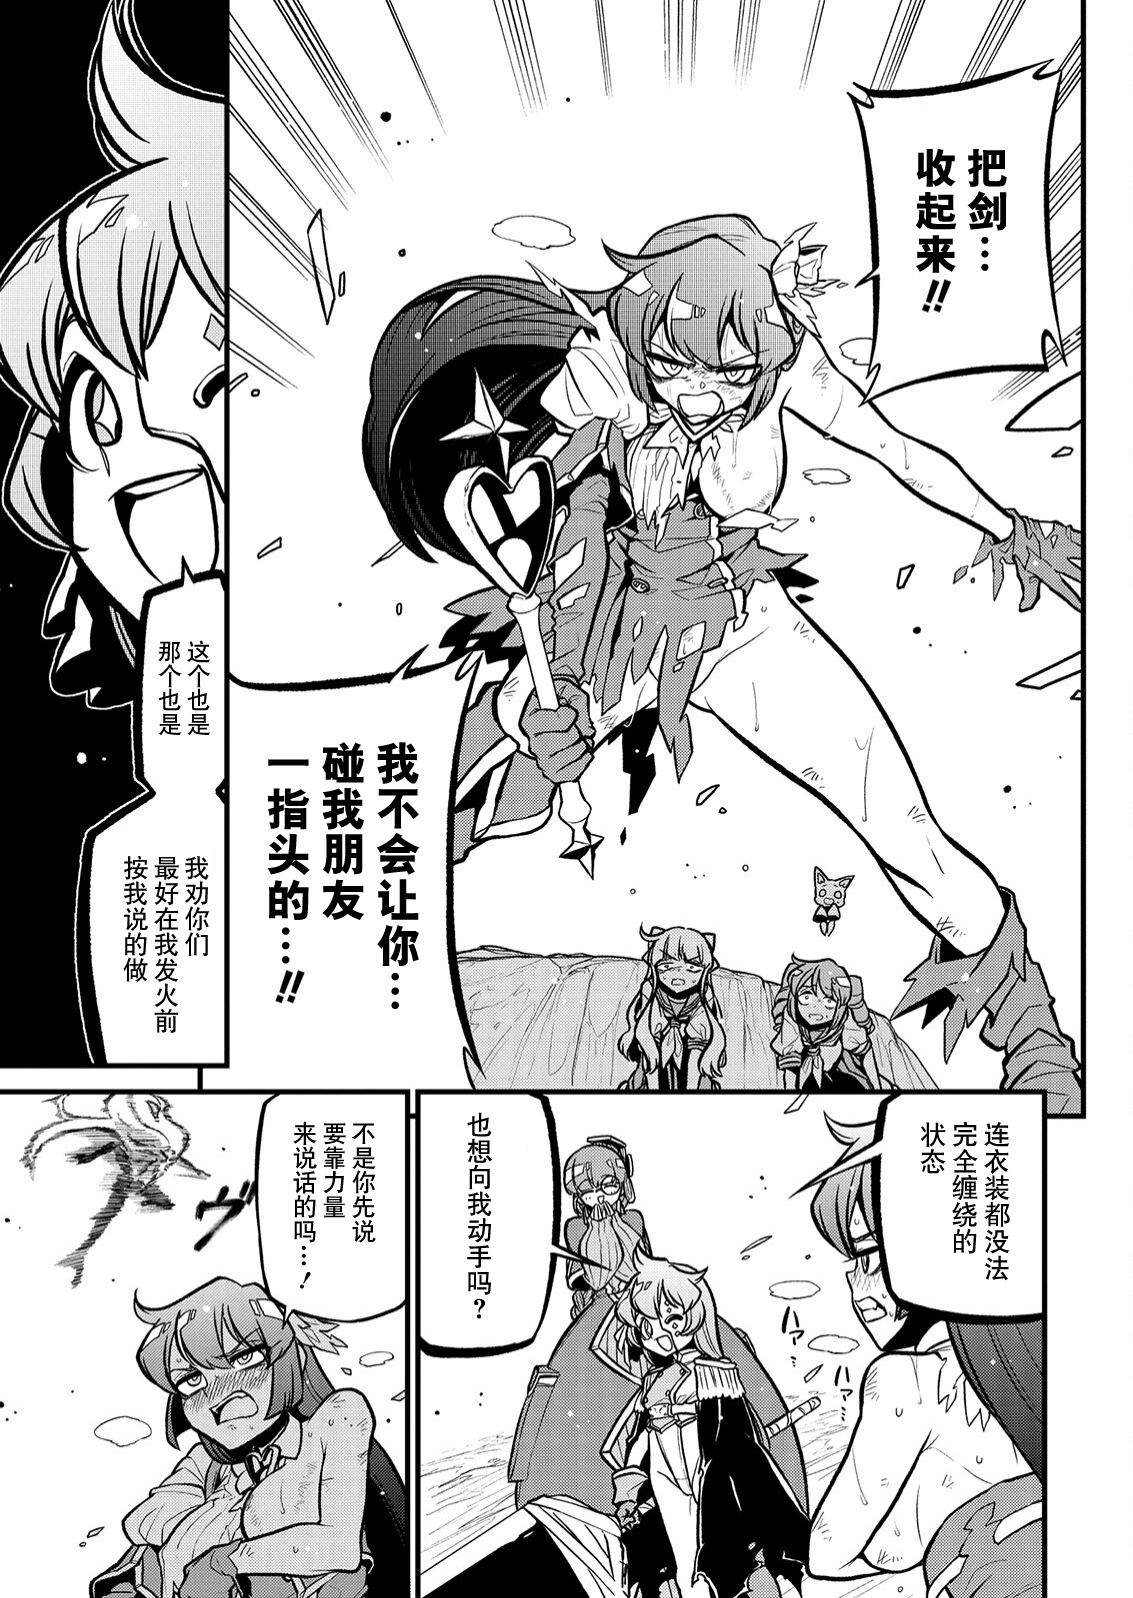 把剑…
收起来!!
我不会让你…
碰我朋友
一指头的…!!
这个也是
那个也是
我劝你们
最好在我发火前
按我说的做
连衣装都没法
完全缠绕的
状态
ハァ…
ハァ…
也想向我动手吗?
不是你先说
要靠力量
来说话的吗…!
ヴ